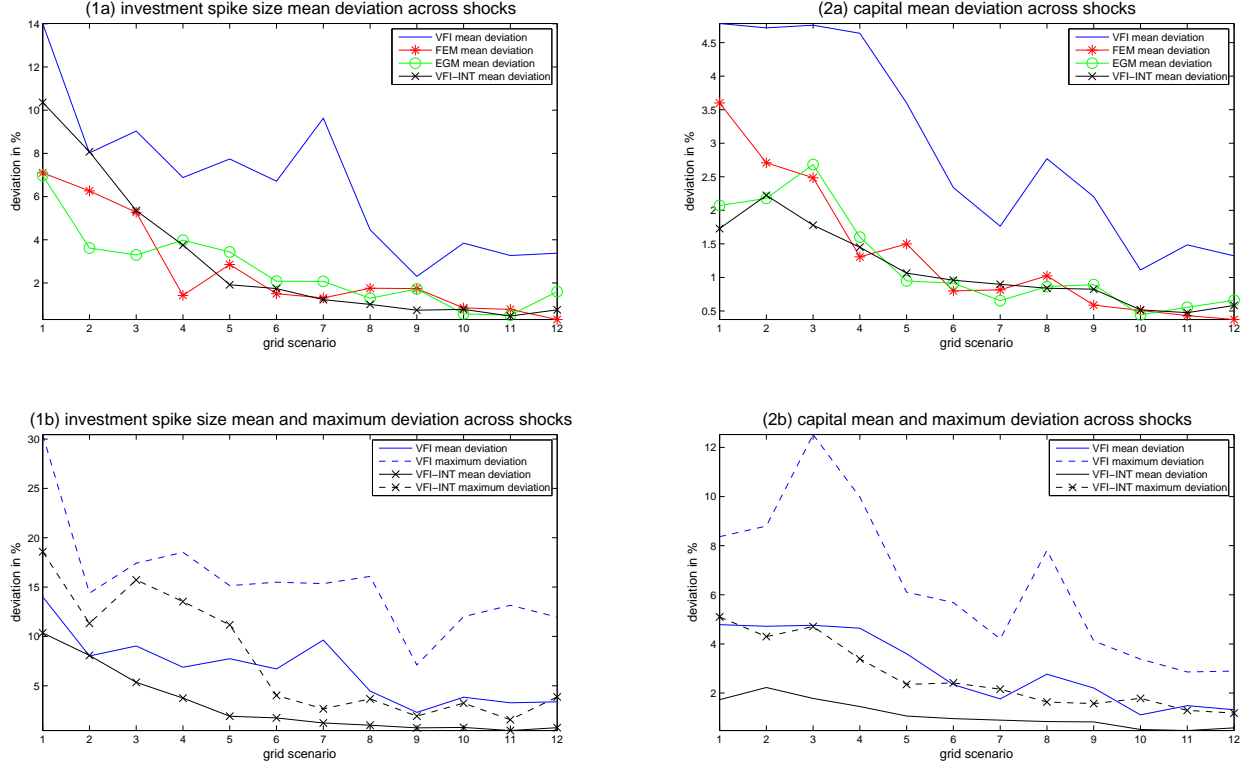 (1a) investment spike size mean deviation across shocks
14
12
10
8
6
4
2
deviation in %
VFI mean deviation
FEM mean deviation
EGM mean deviation
VFI−INT mean deviation
1 2 3 4 5 6 7 8 9 10 11 12
grid scenario
(2a) capital mean deviation across shocks
4.5
4
3.5
3
2.5
2
1.5
1
0.5
deviation in %
VFI mean deviation
FEM mean deviation
EGM mean deviation
VFI−INT mean deviation
1 2 3 4 5 6 7 8 9 10 11 12
grid scenario
(1b) investment spike size mean and maximum deviation across shocks
30
25
20
15
10
5
deviation in %
VFI mean deviation
VFI maximum deviation
VFI−INT mean deviation
VFI−INT maximum deviation
1 2 3 4 5 6 7 8 9 10 11 12
grid scenario
(2b) capital mean and maximum deviation across shocks
12
10
8
6
4
2
deviation in %
VFI mean deviation
VFI maximum deviation
VFI−INT mean deviation
VFI−INT maximum deviation
1 2 3 4 5 6 7 8 9 10 11 12
grid scenario